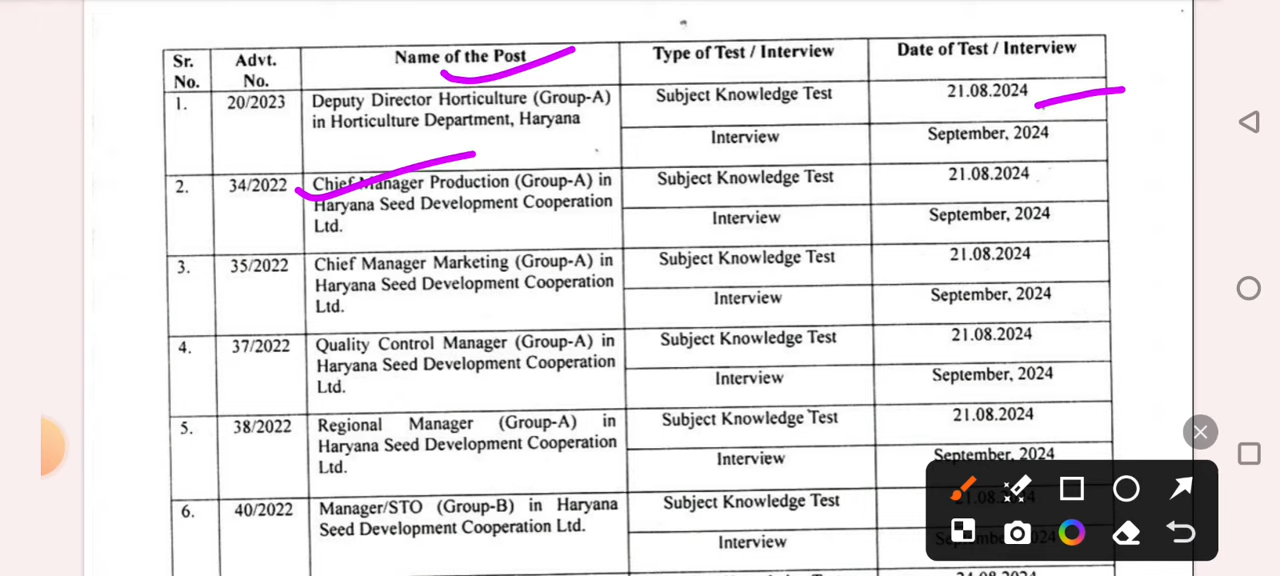 Sr. No. Advt. No. Name of the Post Type of Test / Interview Date of Test / Interview
1. 20/2023 Deputy Director Horticulture (Group-A) Subject Knowledge Test 21.08.2024
in Horticulture Department, Haryana
Interview September, 2024
2. 34/2022 Chief Manager Production (Group-A) in Subject Knowledge Test 21.08.2024
Haryana Seed Development Cooperation
Ltd. Interview September, 2024
3. 35/2022 Chief Manager Marketing (Group-A) in Subject Knowledge Test 21.08.2024
Haryana Seed Development Cooperation
Ltd. Interview September, 2024
4. 37/2022 Quality Control Manager (Group-A) in Subject Knowledge Test 21.08.2024
Haryana Seed Development Cooperation
Ltd. Interview September, 2024
5. 38/2022 Regional Manager (Group-A) in Subject Knowledge Test 21.08.2024
Haryana Seed Development Cooperation
Ltd. Interview September, 2024
6. 40/2022 Manager/STO (Group-B) in Haryana Subject Knowledge Test
Seed Development Cooperation Ltd.
Interview